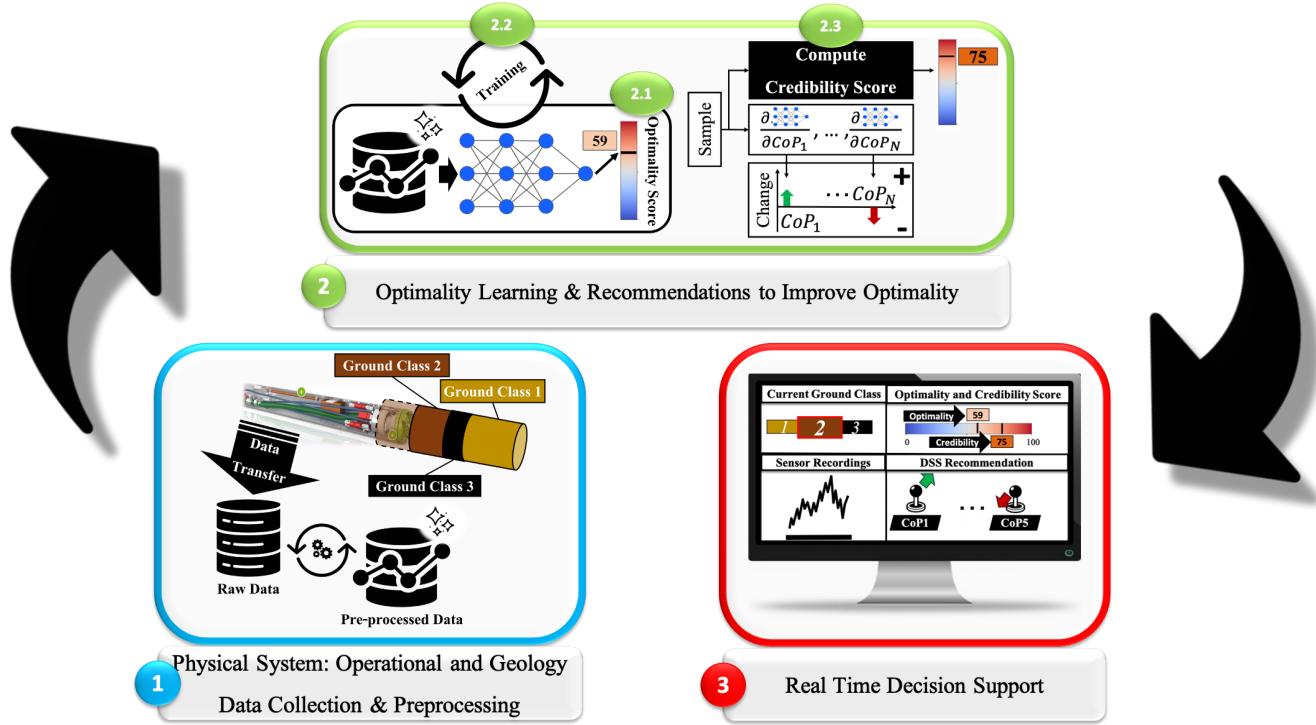 2.2
2.3
Compute
Credibility Score
75
2.1
Training
59
Optimality Score
Sample
∂
∂CoP₁
, ... ,
∂
∂CoP_N
Change
+
CoP₁
... CoP_N
-
2
Optimality Learning & Recommendations to Improve Optimality
Ground Class 2
Ground Class 1
Ground Class 3
Data
Transfer
Raw Data
Pre-processed Data
1
Physical System: Operational and Geology
Data Collection & Preprocessing
Current Ground Class
1 2 3
Optimality and Credibility Score
Optimality
59
0
100
Credibility
75
Sensor Recordings
DSS Recommendation
...
CoP1
CoP5
3
Real Time Decision Support